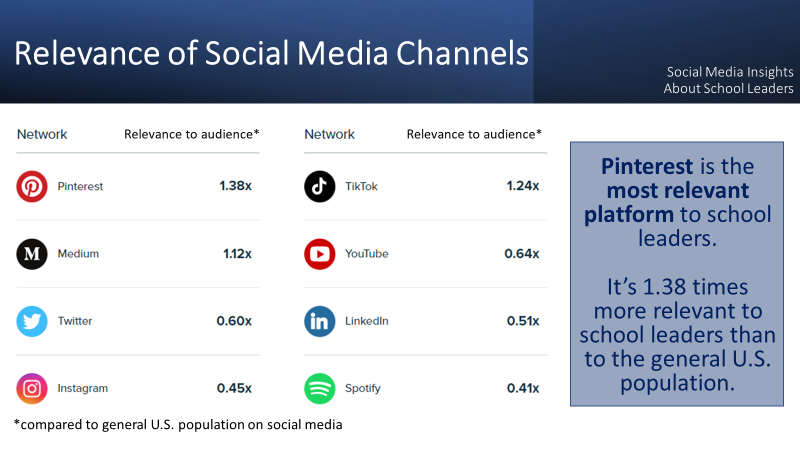 Relevance of Social Media Channels
Social Media Insights
About School Leaders
Network Relevance to audience*
Pinterest 1.38x
Medium 1.12x
Twitter 0.60x
Instagram 0.45x
Network Relevance to audience*
TikTok 1.24x
YouTube 0.64x
LinkedIn 0.51x
Spotify 0.41x
Pinterest is the
most relevant
platform to school
leaders.
It's 1.38 times
more relevant to
school leaders than
to the general U.S.
population.
*compared to general U.S. population on social media